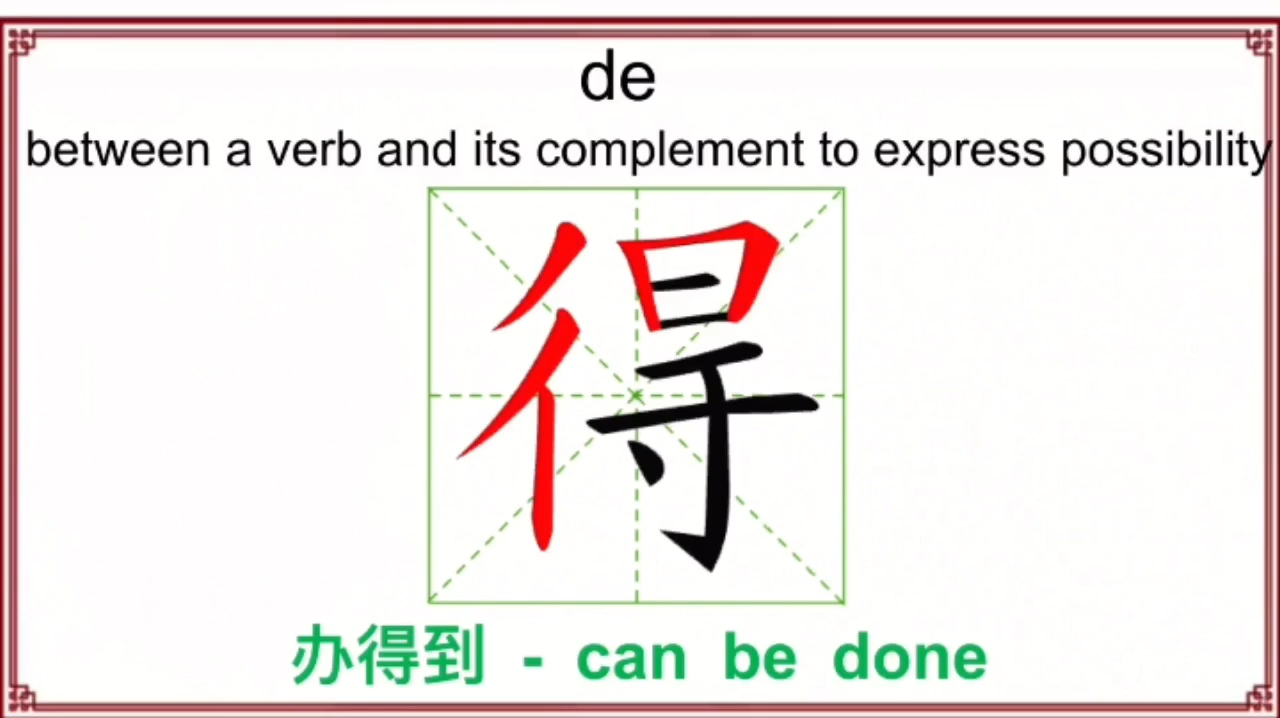 de
between a verb and its complement to express possibility
得
办得到 - can be done